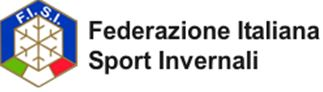 F.I.S.I.
Federazione Italiana
Sport Invernali